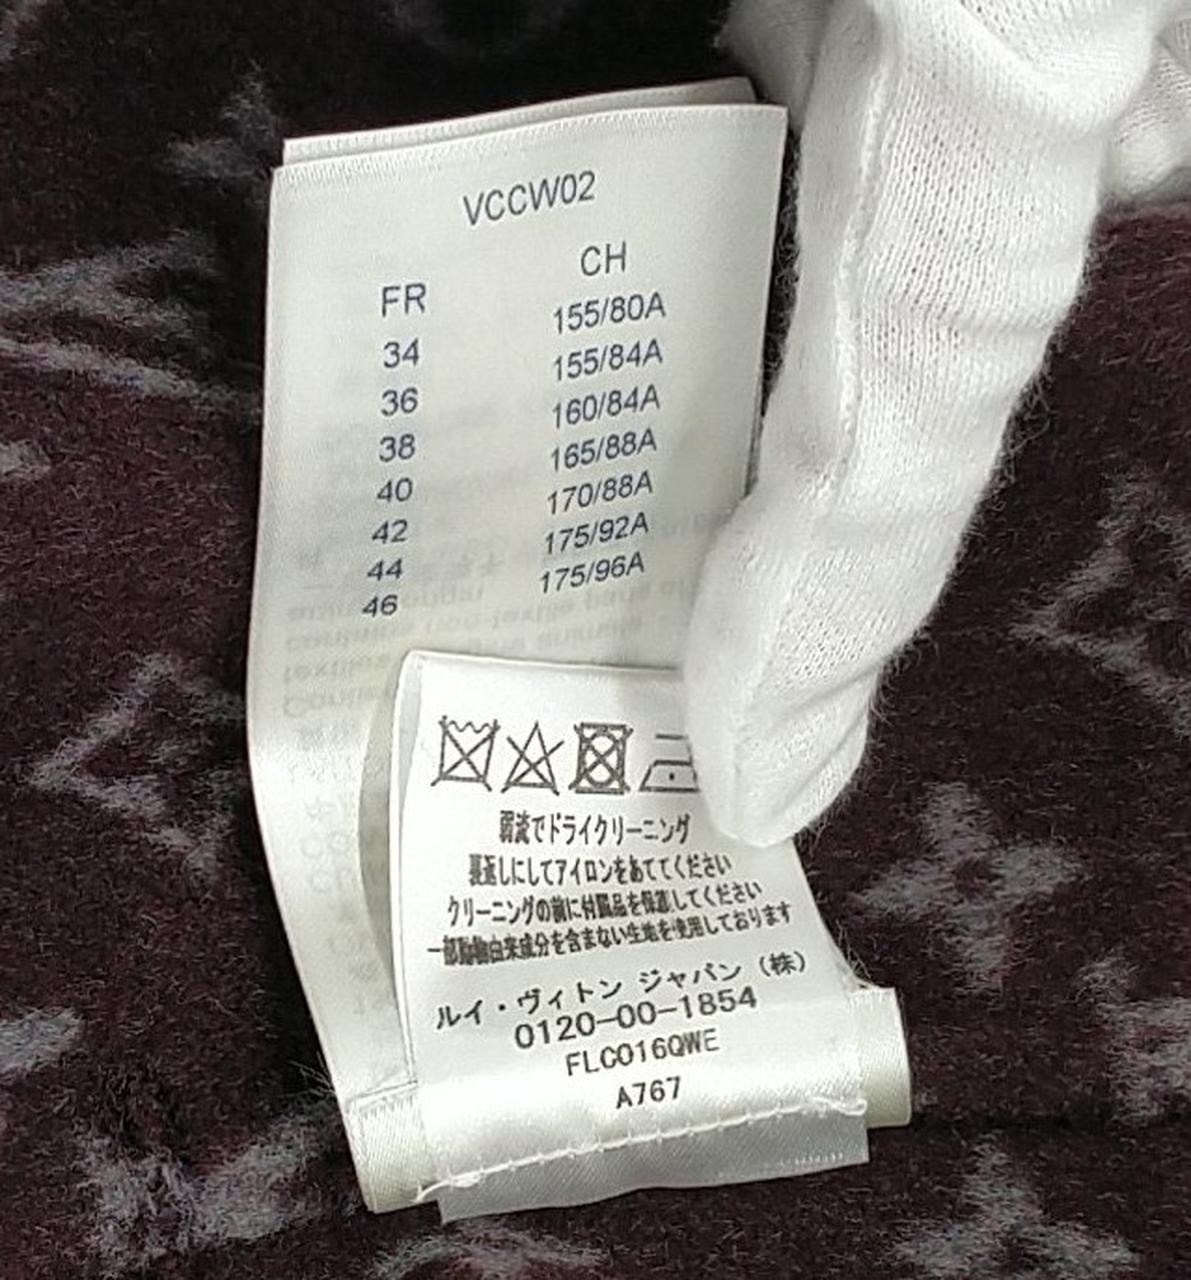 VCCW02
FR CH
34 155/80A
36 155/84A
38 160/84A
40 165/88A
42 170/88A
44 175/92A
46 175/96A
弱流でドライクリーニング
裏返しにしてアイロンをあててください
クリーニングの前に付属品を保護してください
一部動物由来成分を含まない生地を使用しております
ルイ・ヴィトン ジャパン (株)
0120-00-1854
FLCO16QWE
A767